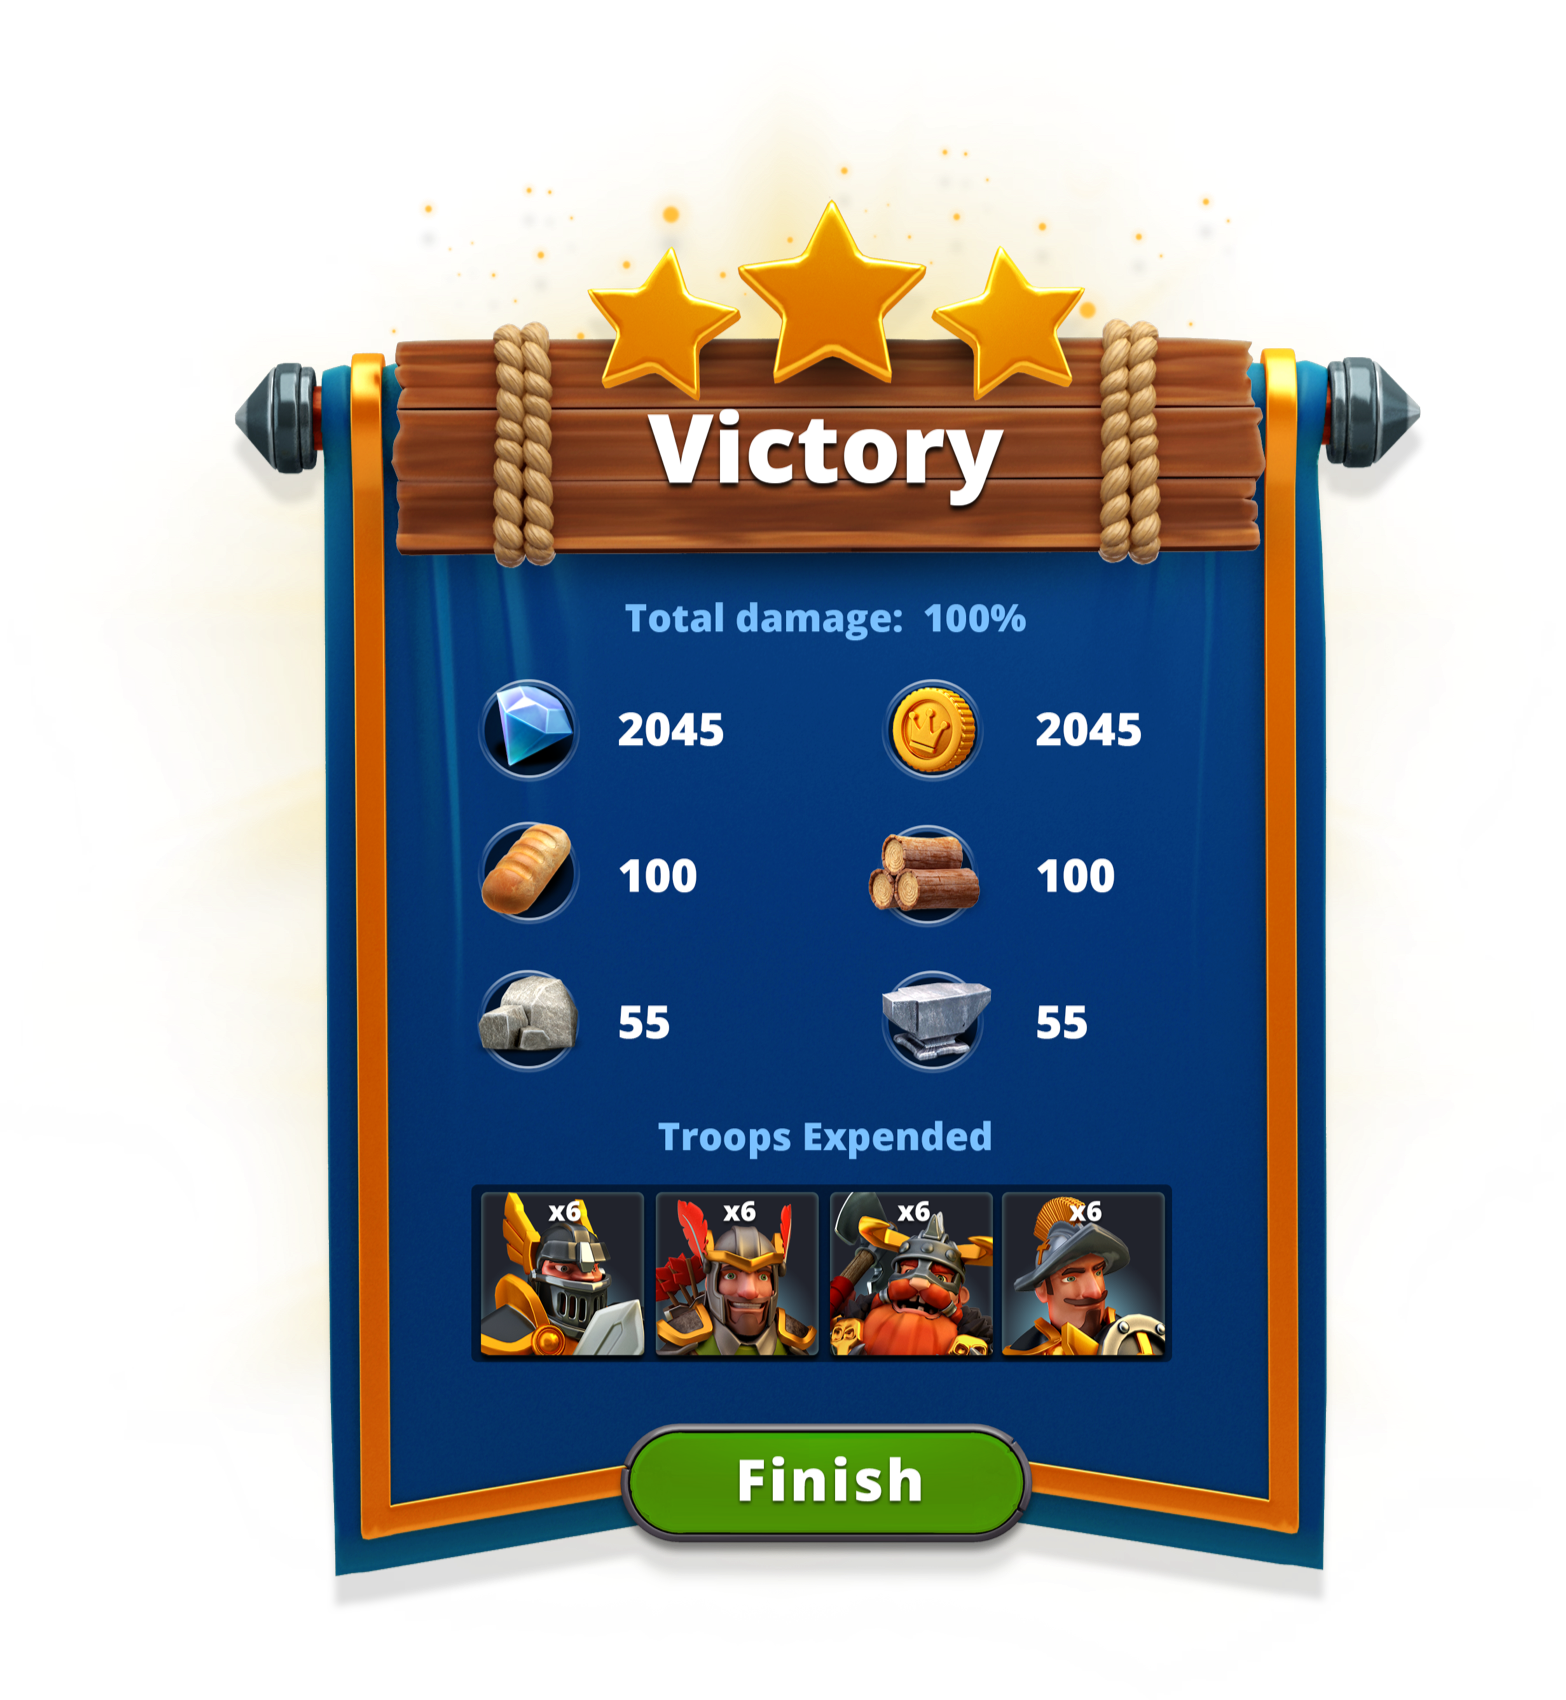 Victory
Total damage: 100%
2045 2045
100 100
55 55
Troops Expended
x6 x6 x6 x6
Finish